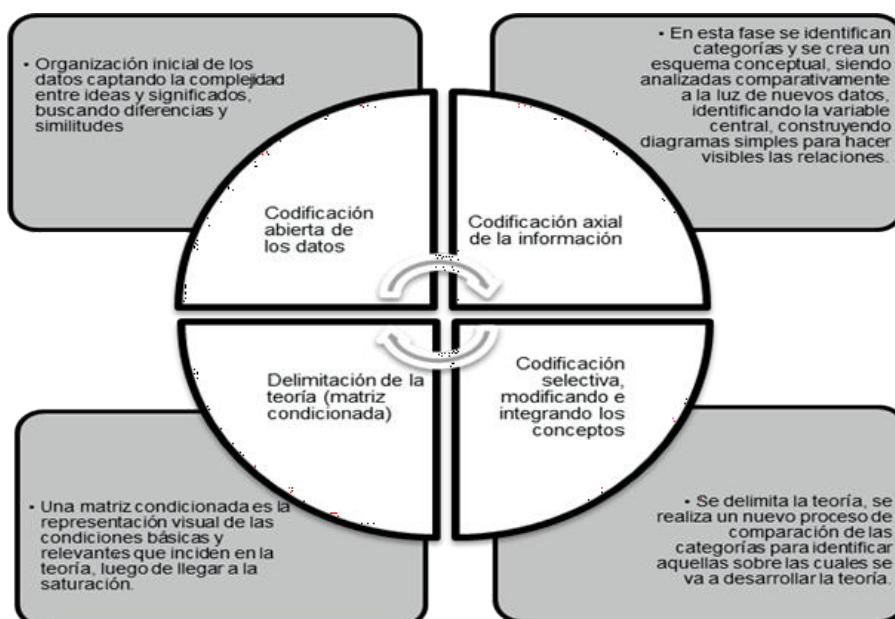 • Organización inicial de los
datos captando la complejidad
entre ideas y significados,
buscando diferencias y
similitudes
• En esta fase se identifican
categorías y se crea un
esquema conceptual, siendo
analizadas comparativamente
a la luz de nuevos datos,
identificando la variable
central, construyendo
diagramas simples para hacer
visibles las relaciones.
Codificación
abierta de
los datos
Codificación axial
de la información
Delimitación de la
teoría (matriz
condicionada)
Codificación
selectiva,
modificando e
integrando los
conceptos
• Una matriz condicionada es la
representación visual de las
condiciones básicas y
relevantes que inciden en la
teoría, luego de llegar a la
saturación.
• Se delimita la teoría, se
realiza un nuevo proceso de
comparación de las
categorías para identificar
aquellas sobre las cuales se
va a desarrollar la teoría.